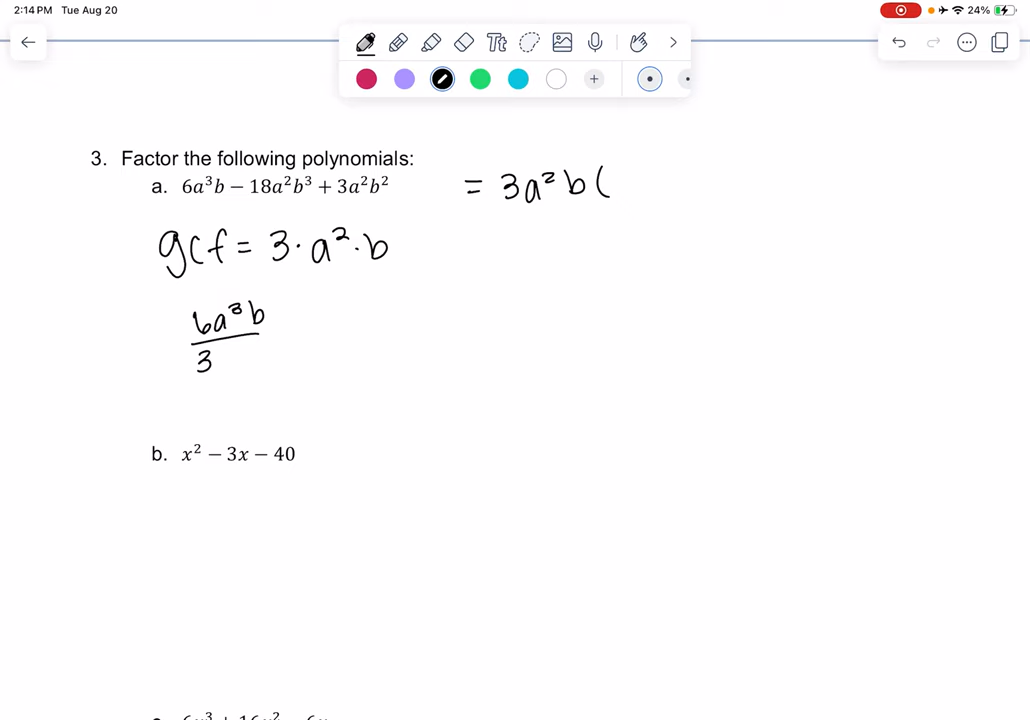 2:14 PM Tue Aug 20 24%
Tt
3. Factor the following polynomials:
a. 6a³b − 18a²b³ + 3a²b² = 3a²b(
gcf = 3·a²·b
6a³b
3
b. x² − 3x − 40